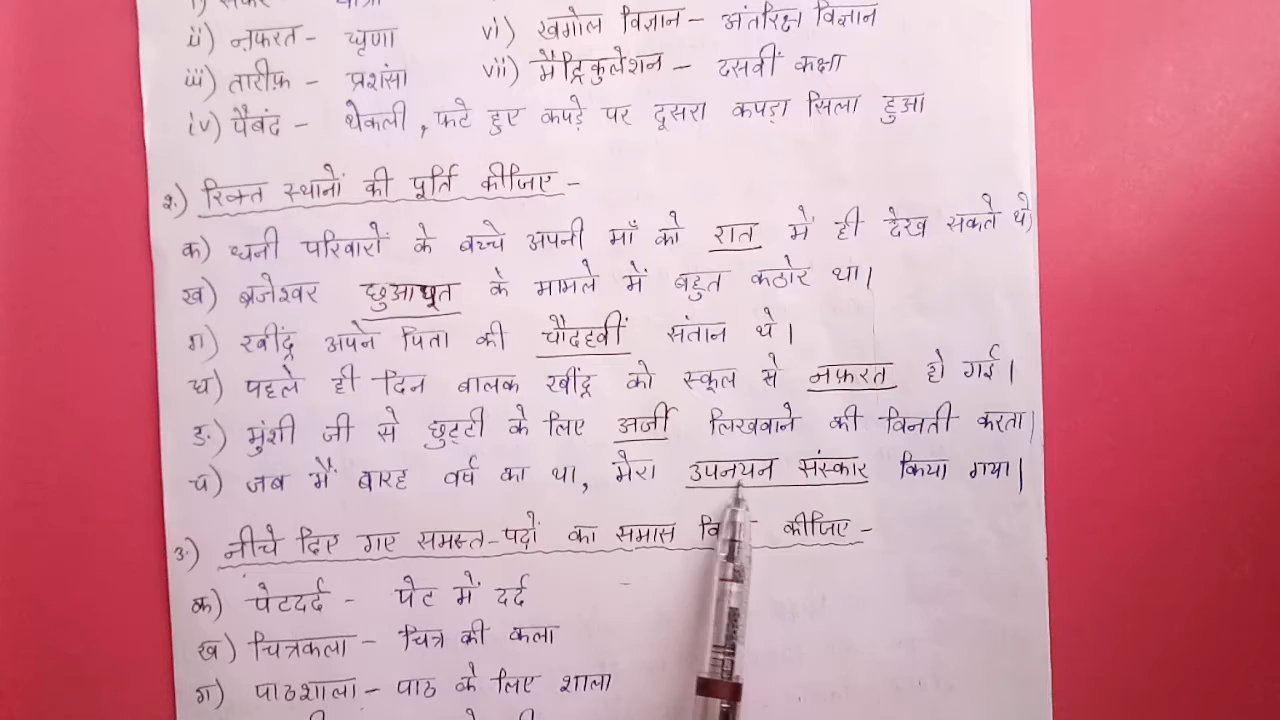 ii) नफ़रत - घृणा vi) खगोल विज्ञान - अंतरिक्ष विज्ञान
iii) तारीफ़ - प्रशंसा vii) मैट्रिकुलेशन - दसवीं कक्षा
iv) पैबंद - थेकली, फटे हुए कपड़े पर दूसरा कपड़ा सिला हुआ
२.) रिक्त स्थानों की पूर्ति कीजिए -
क) धनी परिवारों के बच्चे अपनी माँ को रात में ही देख सकते थे।
ख) ब्रजेश्वर छुआछूत के मामले में बहुत कठोर था।
ग) रवींद्र अपने पिता की चौदहवीं संतान थे।
घ) पहले ही दिन बालक रवींद्र को स्कूल से नफ़रत हो गई।
ङ.) मुंशी जी से छुट्टी के लिए अर्जी लिखवाने की विनती करता।
च) जब मैं बारह वर्ष का था, मेरा उपनयन संस्कार किया गया।
३.) नीचे दिए गए समस्त-पदों का समास कीजिए -
क) पेटदर्द - पेट में दर्द
ख) चित्रकला - चित्र की कला
ग) पाठशाला - पाठ के लिए शाला